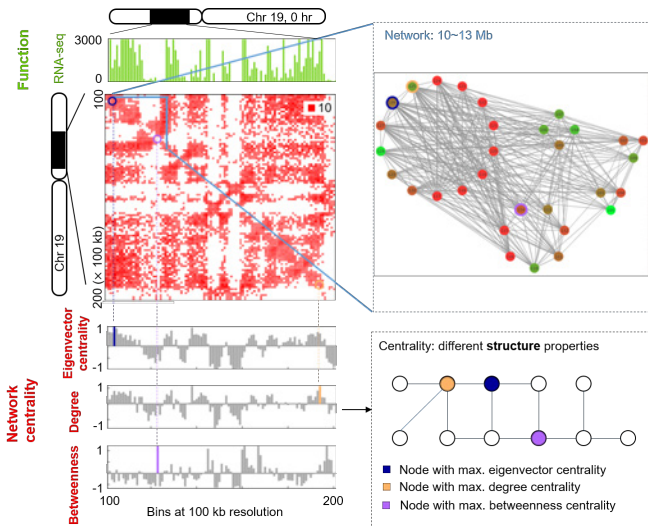 Chr 19, 0 hr
Function
RNA-seq
3000
0
Network: 10~13 Mb
100
10
Chr 19
200 (× 100 kb)
Network
centrality
Eigenvector
centrality
1
-1
Degree
1
-1
Betweenness
1
-1
100
200
Bins at 100 kb resolution
Centrality: different structure properties
Node with max. eigenvector centrality
Node with max. degree centrality
Node with max. betweenness centrality